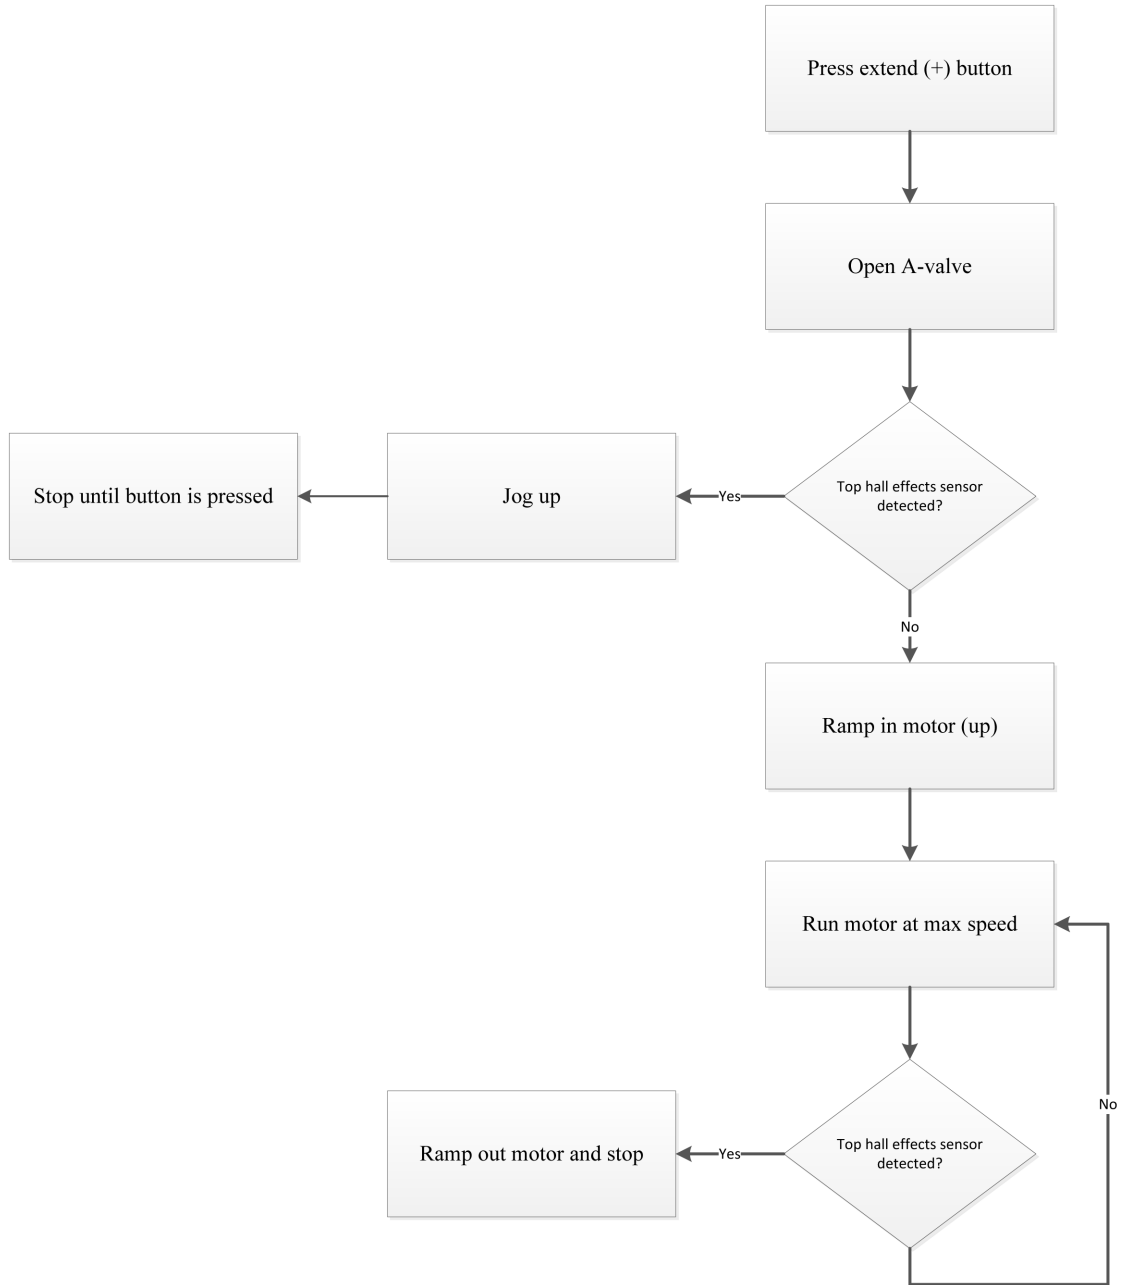 Press extend (+) button
Open A-valve
Stop until button is pressed
Jog up
Yes
Top hall effects sensor
detected?
No
Ramp in motor (up)
Run motor at max speed
No
Ramp out motor and stop
Yes
Top hall effects sensor
detected?